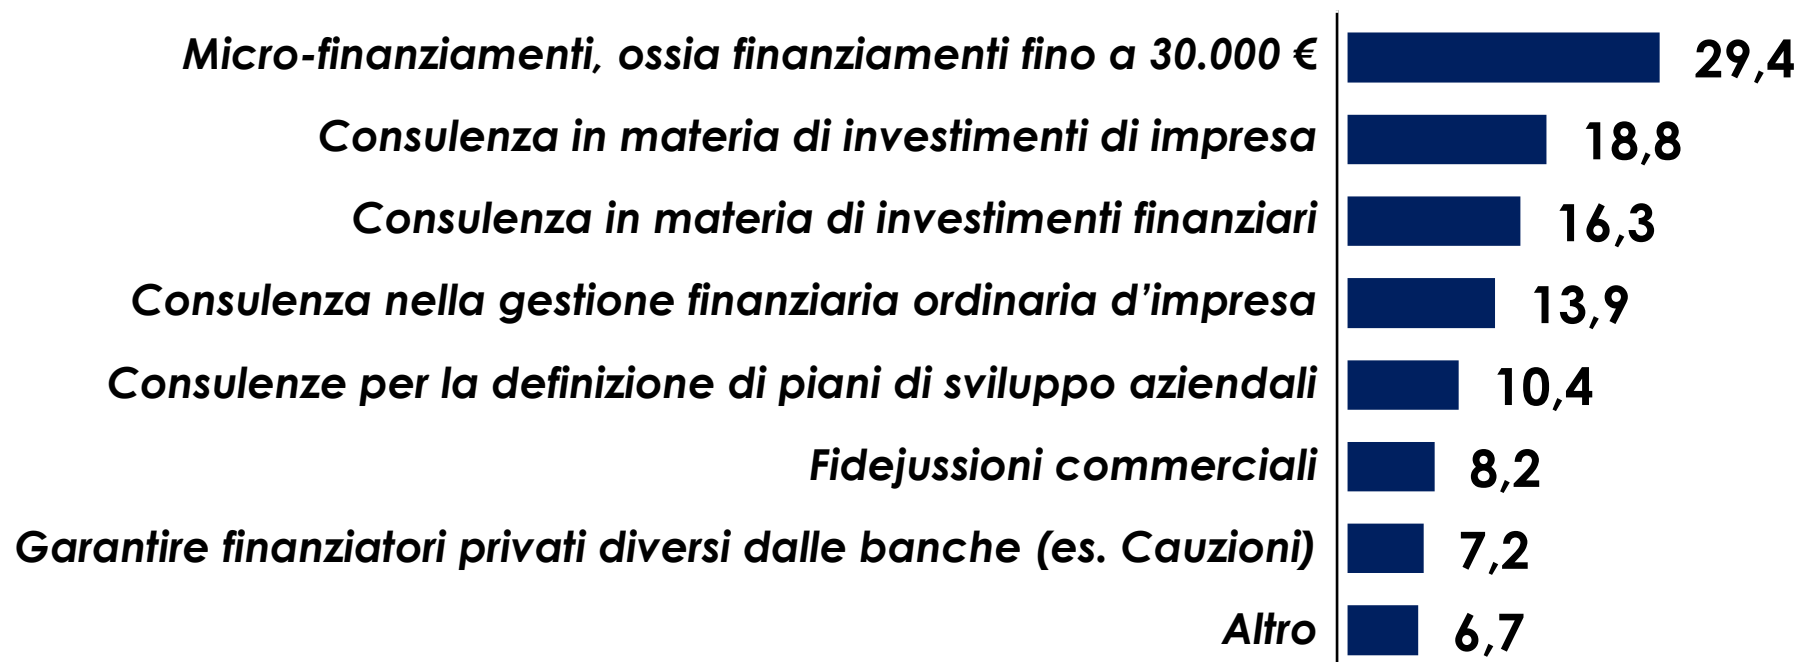 Micro-finanziamenti, ossia finanziamenti fino a 30.000 € 29,4
Consulenza in materia di investimenti di impresa 18,8
Consulenza in materia di investimenti finanziari 16,3
Consulenza nella gestione finanziaria ordinaria d’impresa 13,9
Consulenze per la definizione di piani di sviluppo aziendali 10,4
Fidejussioni commerciali 8,2
Garantire finanziatori privati diversi dalle banche (es. Cauzioni) 7,2
Altro 6,7